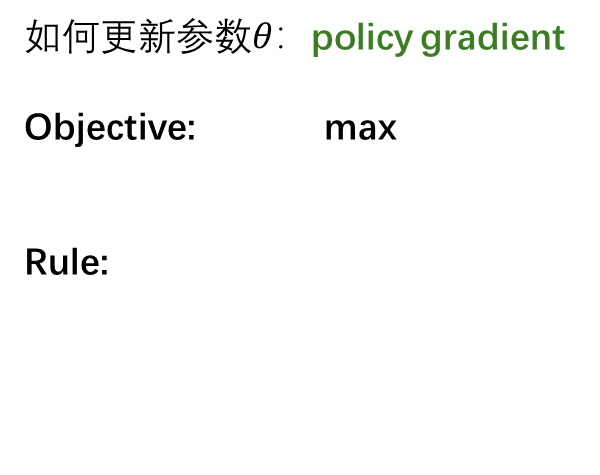 如何更新参数θ： policy gradient
Objective: max
Rule: